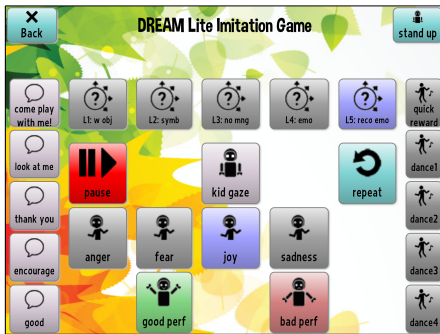 Back
DREAM Lite Imitation Game
stand up
come play
with me!
L1: w obj
L2: symb
L3: no mng
L4: emo
L5: reco emo
quick
reward
look at me
pause
kid gaze
repeat
dance1
thank you
anger
fear
joy
sadness
dance2
encourage
dance3
good
good perf
bad perf
dance4